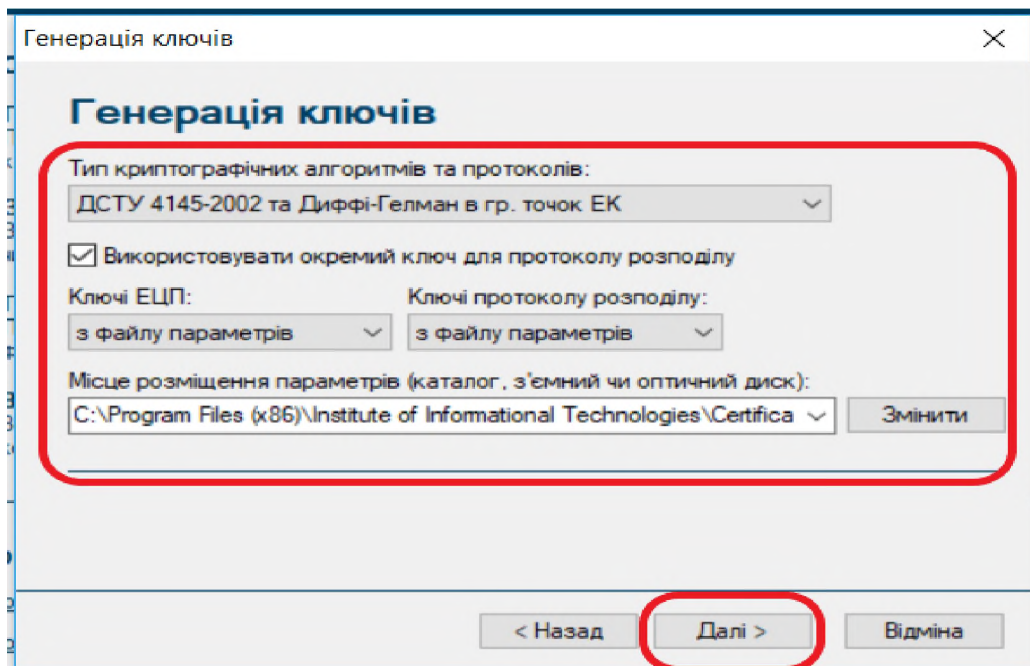 Генерація ключів
Генерація ключів
Тип криптографічних алгоритмів та протоколів:
ДСТУ 4145-2002 та Диффі-Гелман в гр. точок ЕК
Використовувати окремий ключ для протоколу розподілу
Ключі ЕЦП: Ключі протоколу розподілу:
з файлу параметрів з файлу параметрів
Місце розміщення параметрів (каталог, з'ємний чи оптичний диск):
C:\Program Files (x86)\Institute of Informational Technologies\Certifica Змінити
< Назад Далі > Відміна